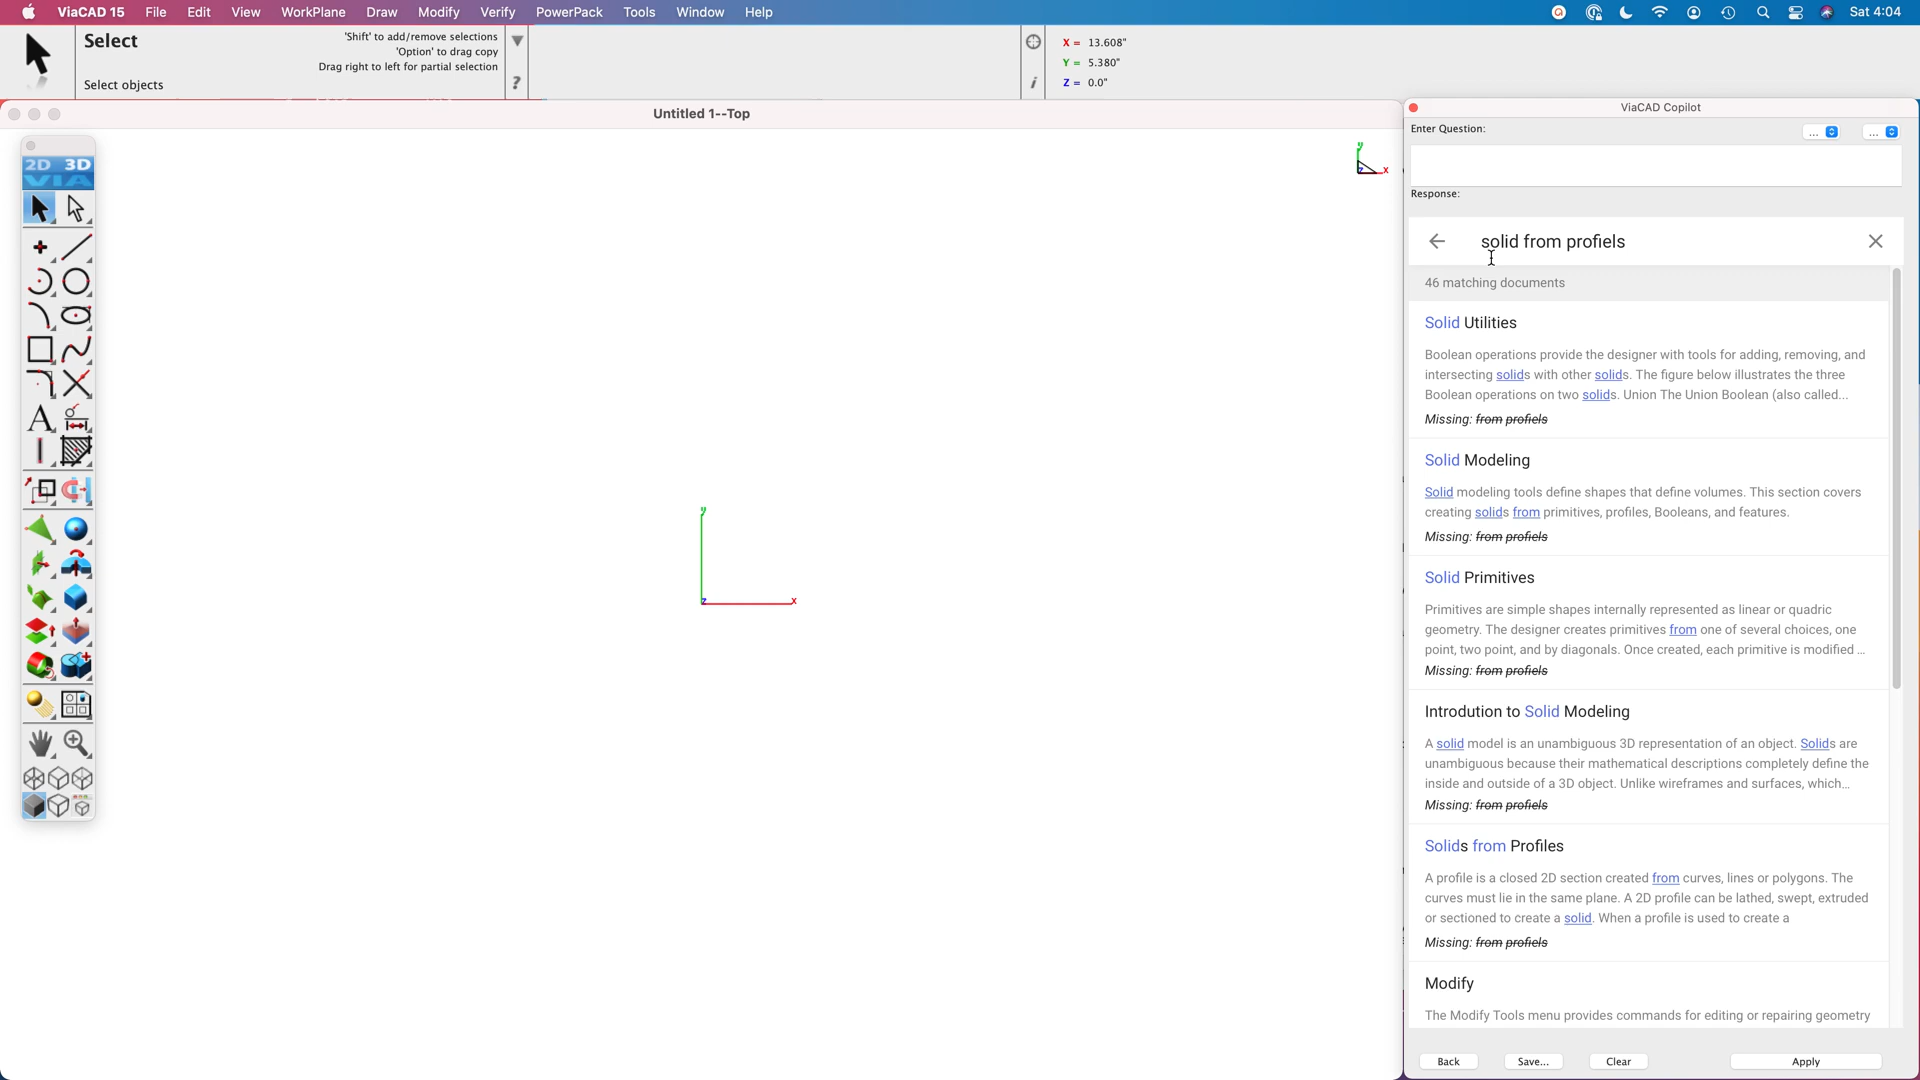 ViaCAD 15 File Edit View WorkPlane Draw Modify Verify PowerPack Tools Window Help Sat 4:04
Select
'Shift' to add/remove selections
'Option' to drag copy
Drag right to left for partial selection
Select objects
?
i
X = 13.608"
Y = 5.380"
Z = 0.0"
Untitled 1--Top
2D 3D
VIA
A
y
x
z
y
z
x
ViaCAD Copilot
Enter Question:
... ...
Response:
solid from profiels
46 matching documents
Solid Utilities
Boolean operations provide the designer with tools for adding, removing, and
intersecting solids with other solids. The figure below illustrates the three
Boolean operations on two solids. Union The Union Boolean (also called...
Missing: from profiels
Solid Modeling
Solid modeling tools define shapes that define volumes. This section covers
creating solids from primitives, profiles, Booleans, and features.
Missing: from profiels
Solid Primitives
Primitives are simple shapes internally represented as linear or quadric
geometry. The designer creates primitives from one of several choices, one
point, two point, and by diagonals. Once created, each primitive is modified ...
Missing: from profiels
Introdution to Solid Modeling
A solid model is an unambiguous 3D representation of an object. Solids are
unambiguous because their mathematical descriptions completely define the
inside and outside of a 3D object. Unlike wireframes and surfaces, which...
Missing: from profiels
Solids from Profiles
A profile is a closed 2D section created from curves, lines or polygons. The
curves must lie in the same plane. A 2D profile can be lathed, swept, extruded
or sectioned to create a solid. When a profile is used to create a
Missing: from profiels
Modify
The Modify Tools menu provides commands for editing or repairing geometry
Back Save... Clear Apply